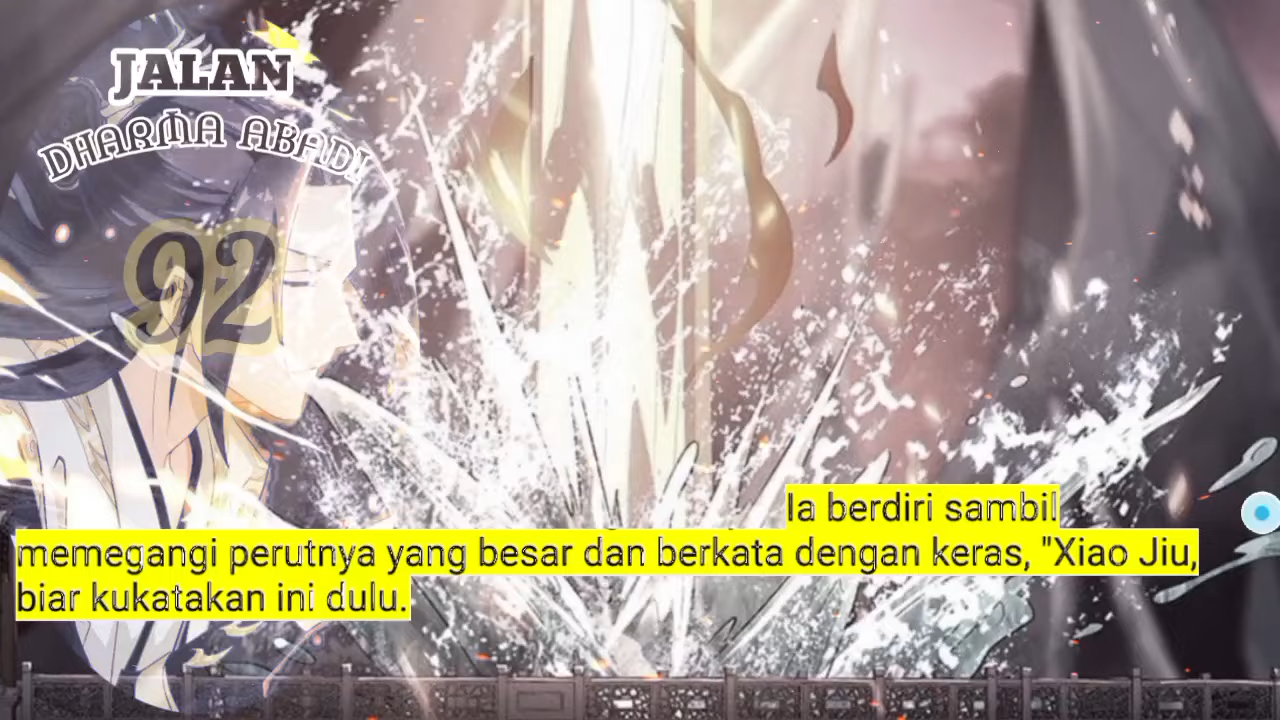 JALAN
DHARMA ABADI
92
Ia berdiri sambil
memegangi perutnya yang besar dan berkata dengan keras, "Xiao Jiu,
biar kukatakan ini dulu.